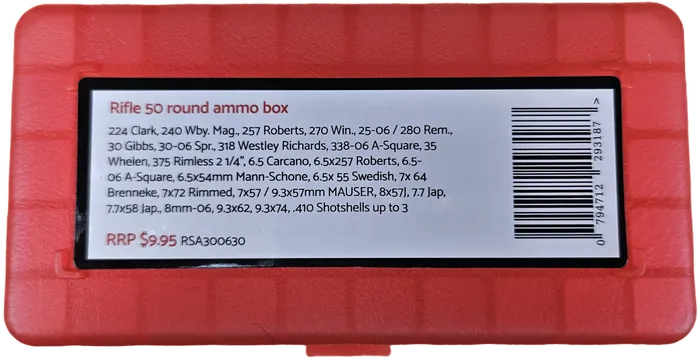 Rifle 50 round ammo box
224 Clark, 240 Wby. Mag., 257 Roberts, 270 Win., 25-06 / 280 Rem.,
30 Gibbs, 30-06 Spr., 318 Westley Richards, 338-06 A-Square, 35
Whelen, 375 Rimless 2 1/4”, 6.5 Carcano, 6.5x257 Roberts, 6.5-
06 A-Square, 6.5x54mm Mann-Schone, 6.5x 55 Swedish, 7x 64
Brenneke, 7x72 Rimmed, 7x57 / 9.3x57mm MAUSER, 8x57J, 7.7 Jap,
7.7x58 Jap., 8mm-06, 9.3x62, 9.3x74, .410 Shotshells up to 3
RRP $9.95 RSA300630
0 794712 293187 >